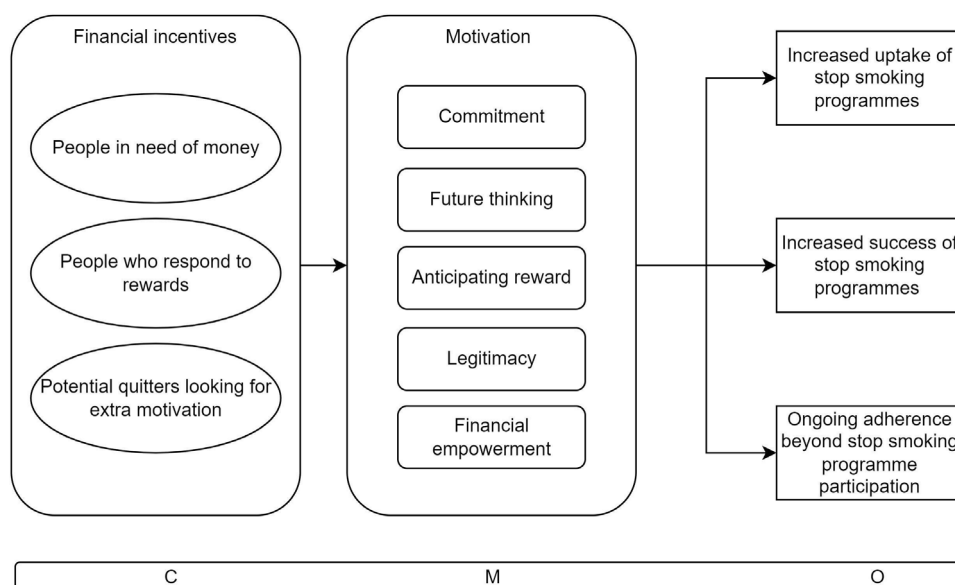 Financial incentives
People in need of money
People who respond to
rewards
Potential quitters looking for
extra motivation
Motivation
Commitment
Future thinking
Anticipating reward
Legitimacy
Financial
empowerment
Increased uptake of
stop smoking
programmes
Increased success of
stop smoking
programmes
Ongoing adherence
beyond stop smoking
programme
participation
C
M
O